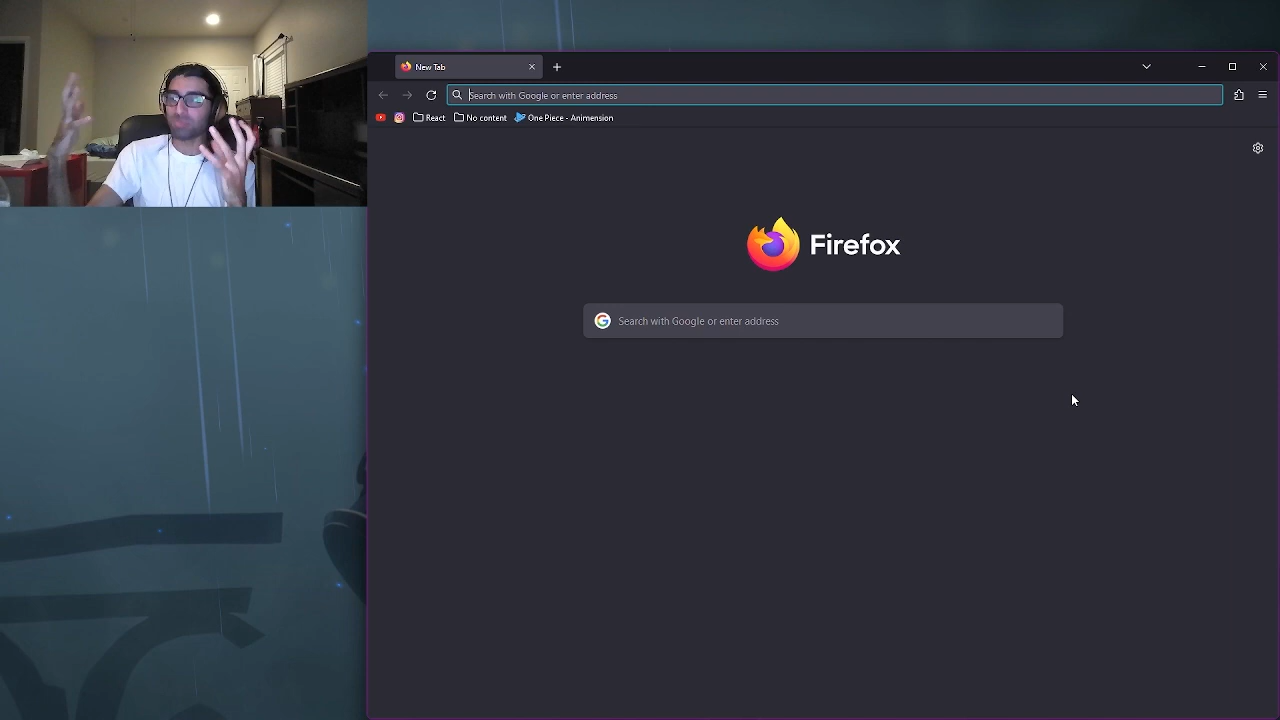 New Tab
Search with Google or enter address
React
No content
One Piece - Animension
Firefox
Search with Google or enter address